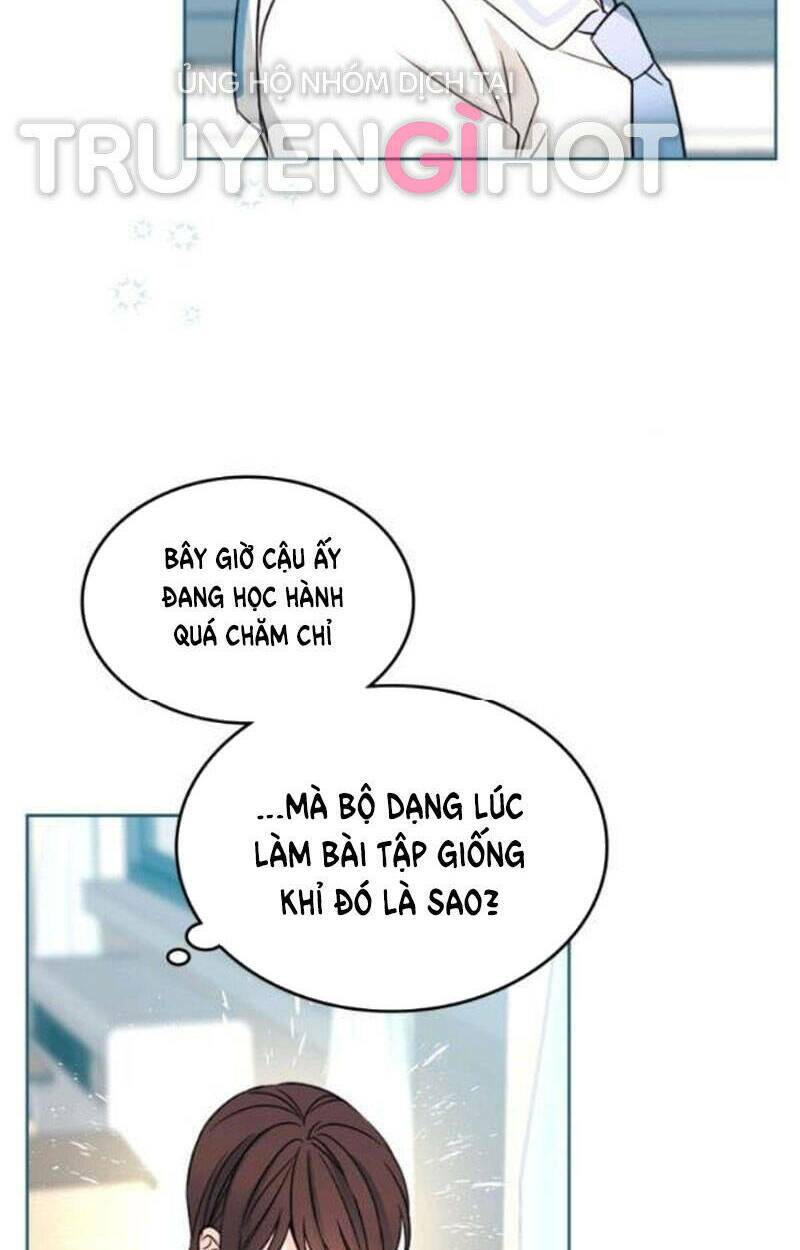 ỦNG HỘ NHÓM DỊCH TẠI
TRUYENGIHOT
BÂY GIỜ CẬU ẤY
ĐANG HỌC HÀNH
QUÁ CHĂM CHỈ
...MÀ BỘ DẠNG LÚC
LÀM BÀI TẬP GIỐNG
KHỈ ĐÓ LÀ SAO?